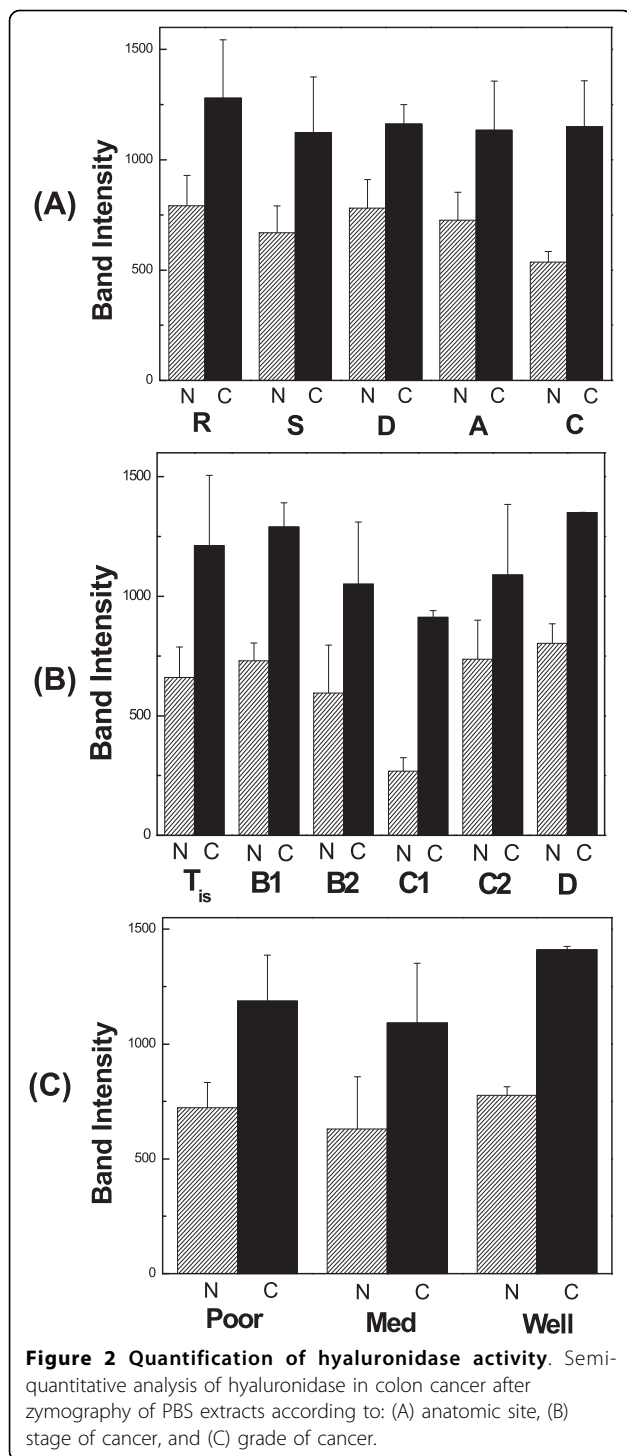 1500
1000
500
0
(A)
Band Intensity
N C N C N C N C N C
R S D A C
1500
1000
500
0
(B)
Band Intensity
N C N C N C N C N C N C
Tis B1 B2 C1 C2 D
1500
1000
500
0
(C)
Band Intensity
N C N C N C
Poor Med Well
Figure 2 Quantification of hyaluronidase activity. Semi-
quantitative analysis of hyaluronidase in colon cancer after
zymography of PBS extracts according to: (A) anatomic site, (B)
stage of cancer, and (C) grade of cancer.